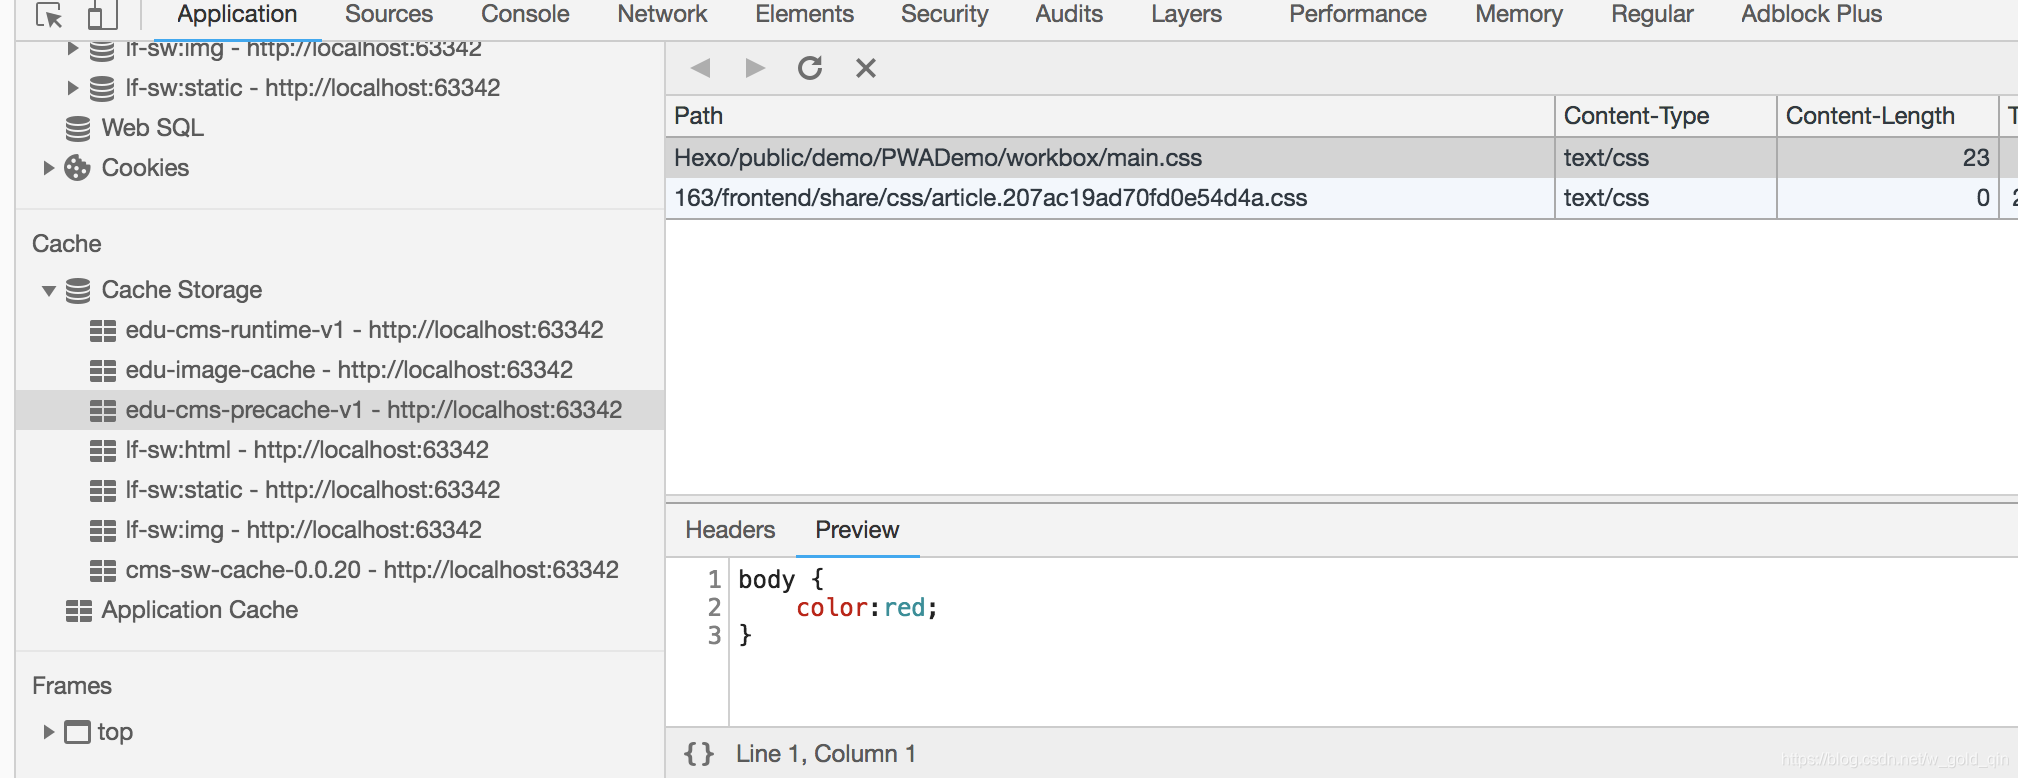 Application Sources Console Network Elements Security Audits Layers Performance Memory Regular Adblock Plus
lf-sw:img - http://localhost:63342
lf-sw:static - http://localhost:63342
Web SQL
Cookies
Cache
Cache Storage
edu-cms-runtime-v1 - http://localhost:63342
edu-image-cache - http://localhost:63342
edu-cms-precache-v1 - http://localhost:63342
lf-sw:html - http://localhost:63342
lf-sw:static - http://localhost:63342
lf-sw:img - http://localhost:63342
cms-sw-cache-0.0.20 - http://localhost:63342
Application Cache
Frames
top
Path Content-Type Content-Length T
Hexo/public/demo/PWADemo/workbox/main.css text/css 23
163/frontend/share/css/article.207ac19ad70fd0e54d4a.css text/css 0 2
Headers Preview
1 body {
2 color:red;
3 }
{} Line 1, Column 1
https://blog.csdn.net/w_gold_qin